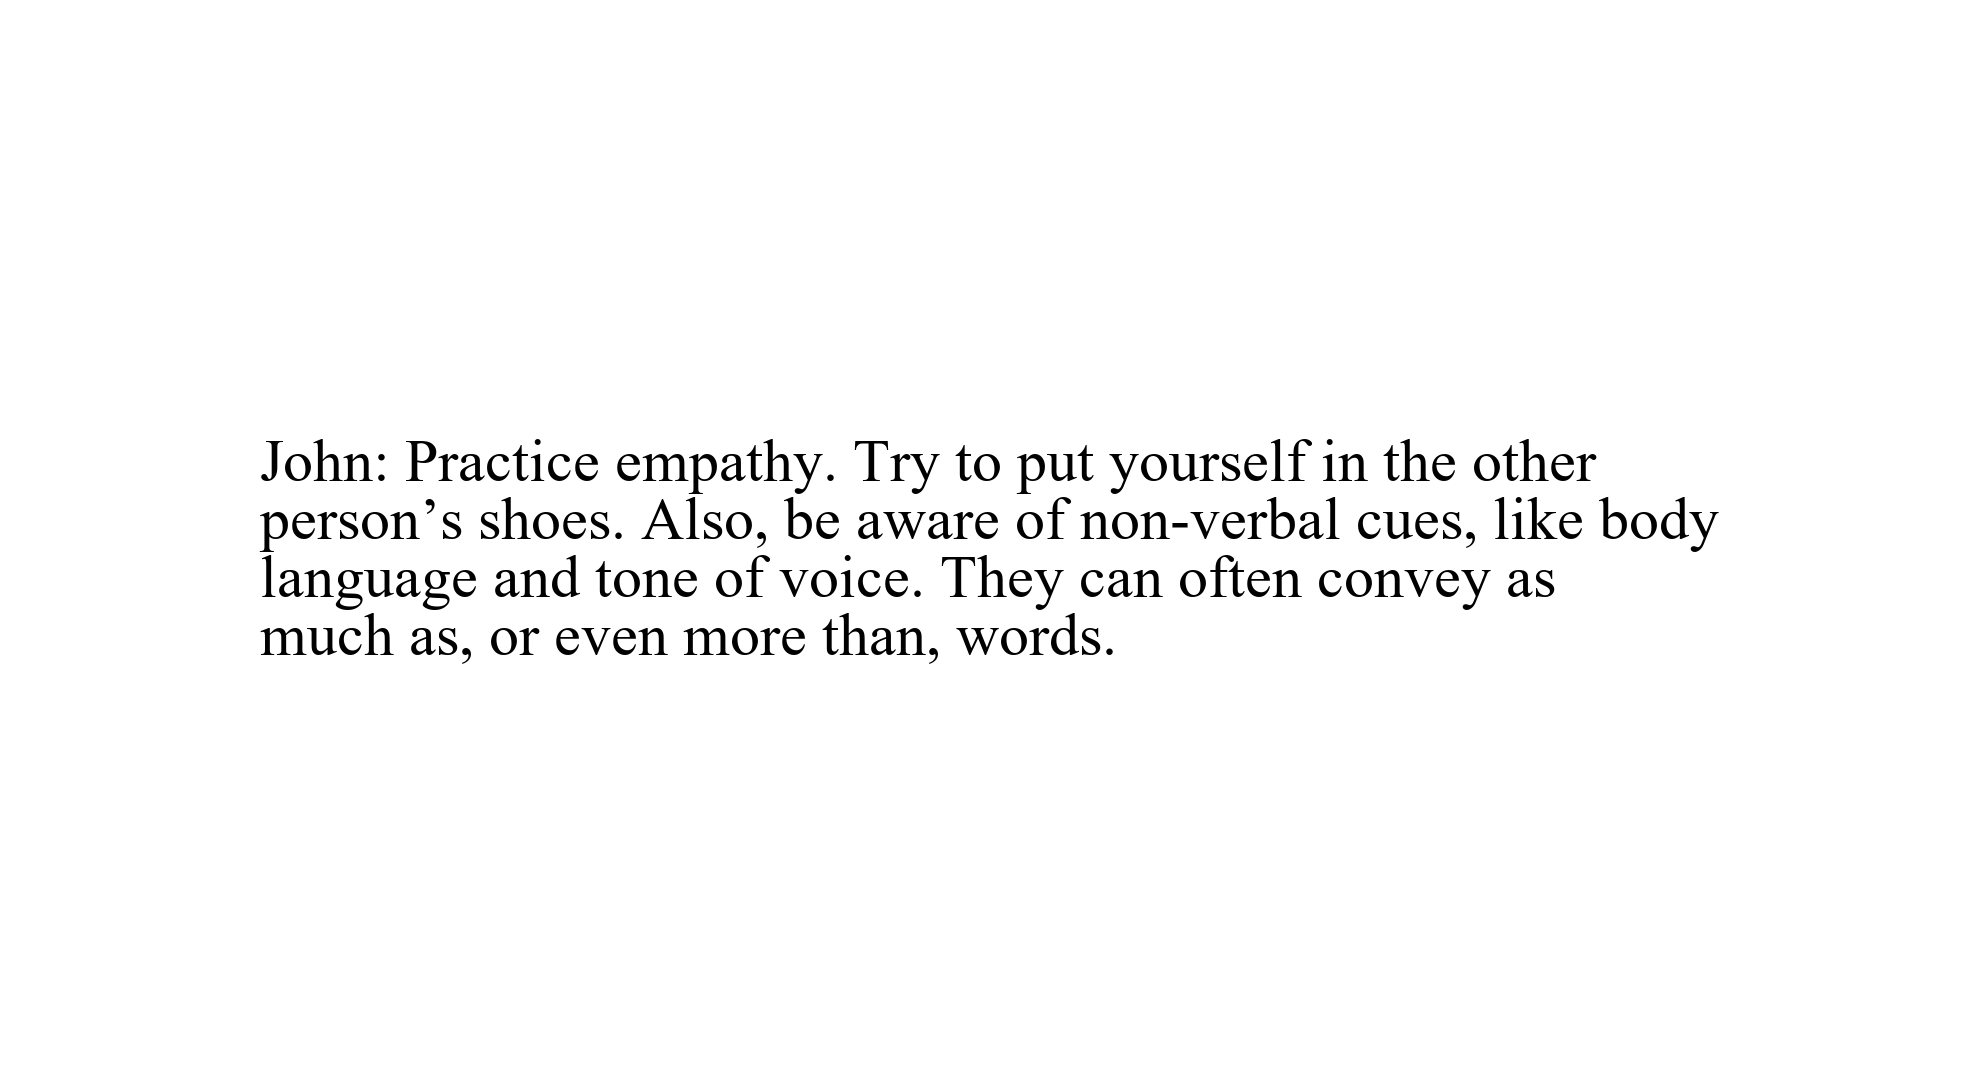 John: Practice empathy. Try to put yourself in the other
person’s shoes. Also, be aware of non-verbal cues, like body
language and tone of voice. They can often convey as
much as, or even more than, words.